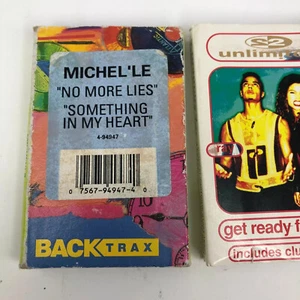 MICHEL'LE
"NO MORE LIES"
"SOMETHING
IN MY HEART"
4-94947
0 7567-94947-4 0
BACK TRAX
2
unlim
get ready f
includes clu